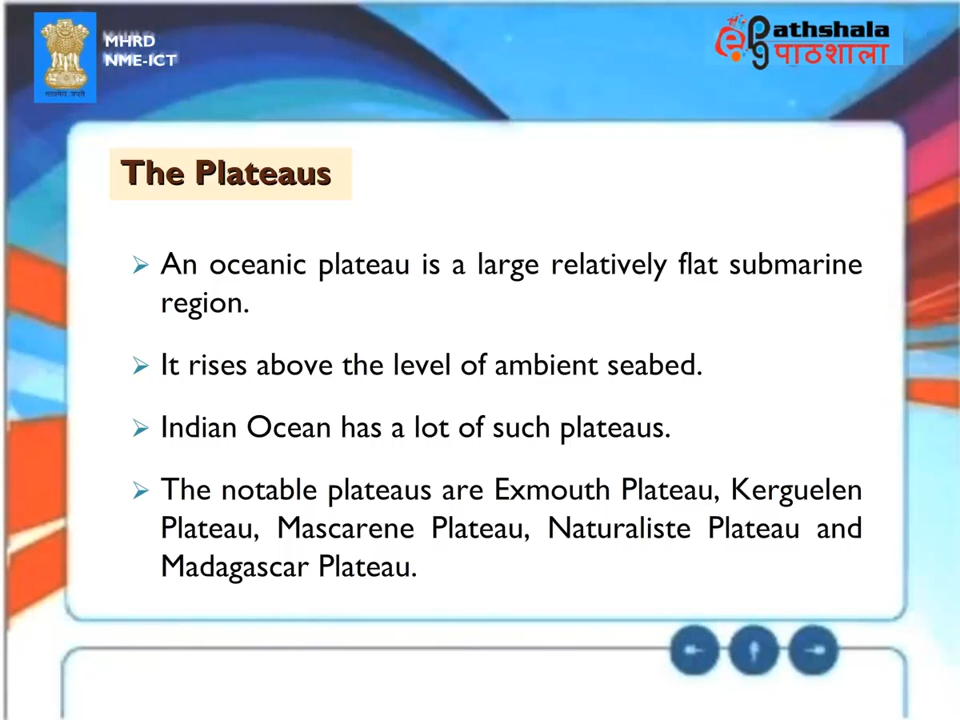 MHRD
NME-ICT
pathshala
पाठशाला
The Plateaus
An oceanic plateau is a large relatively flat submarine
region.
It rises above the level of ambient seabed.
Indian Ocean has a lot of such plateaus.
The notable plateaus are Exmouth Plateau, Kerguelen
Plateau, Mascarene Plateau, Naturaliste Plateau and
Madagascar Plateau.